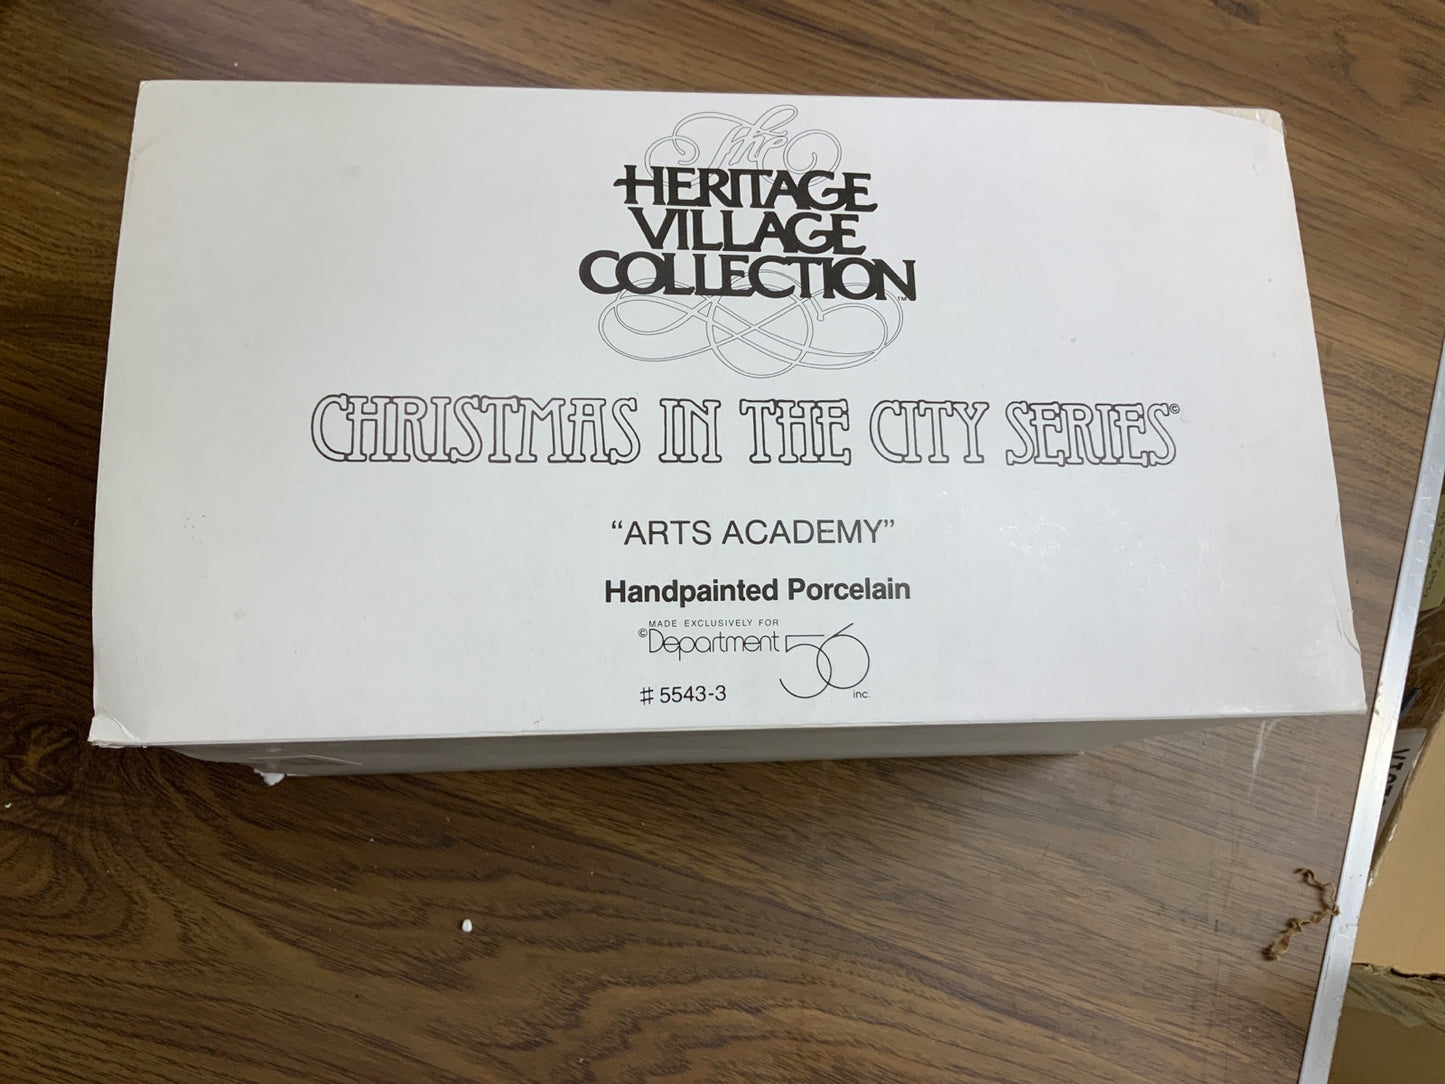 The
HERITAGE
VILLAGE
COLLECTION™
CHRISTMAS IN THE CITY SERIES©
“ARTS ACADEMY”
Handpainted Porcelain
MADE EXCLUSIVELY FOR
©Department 56 inc.
# 5543-3